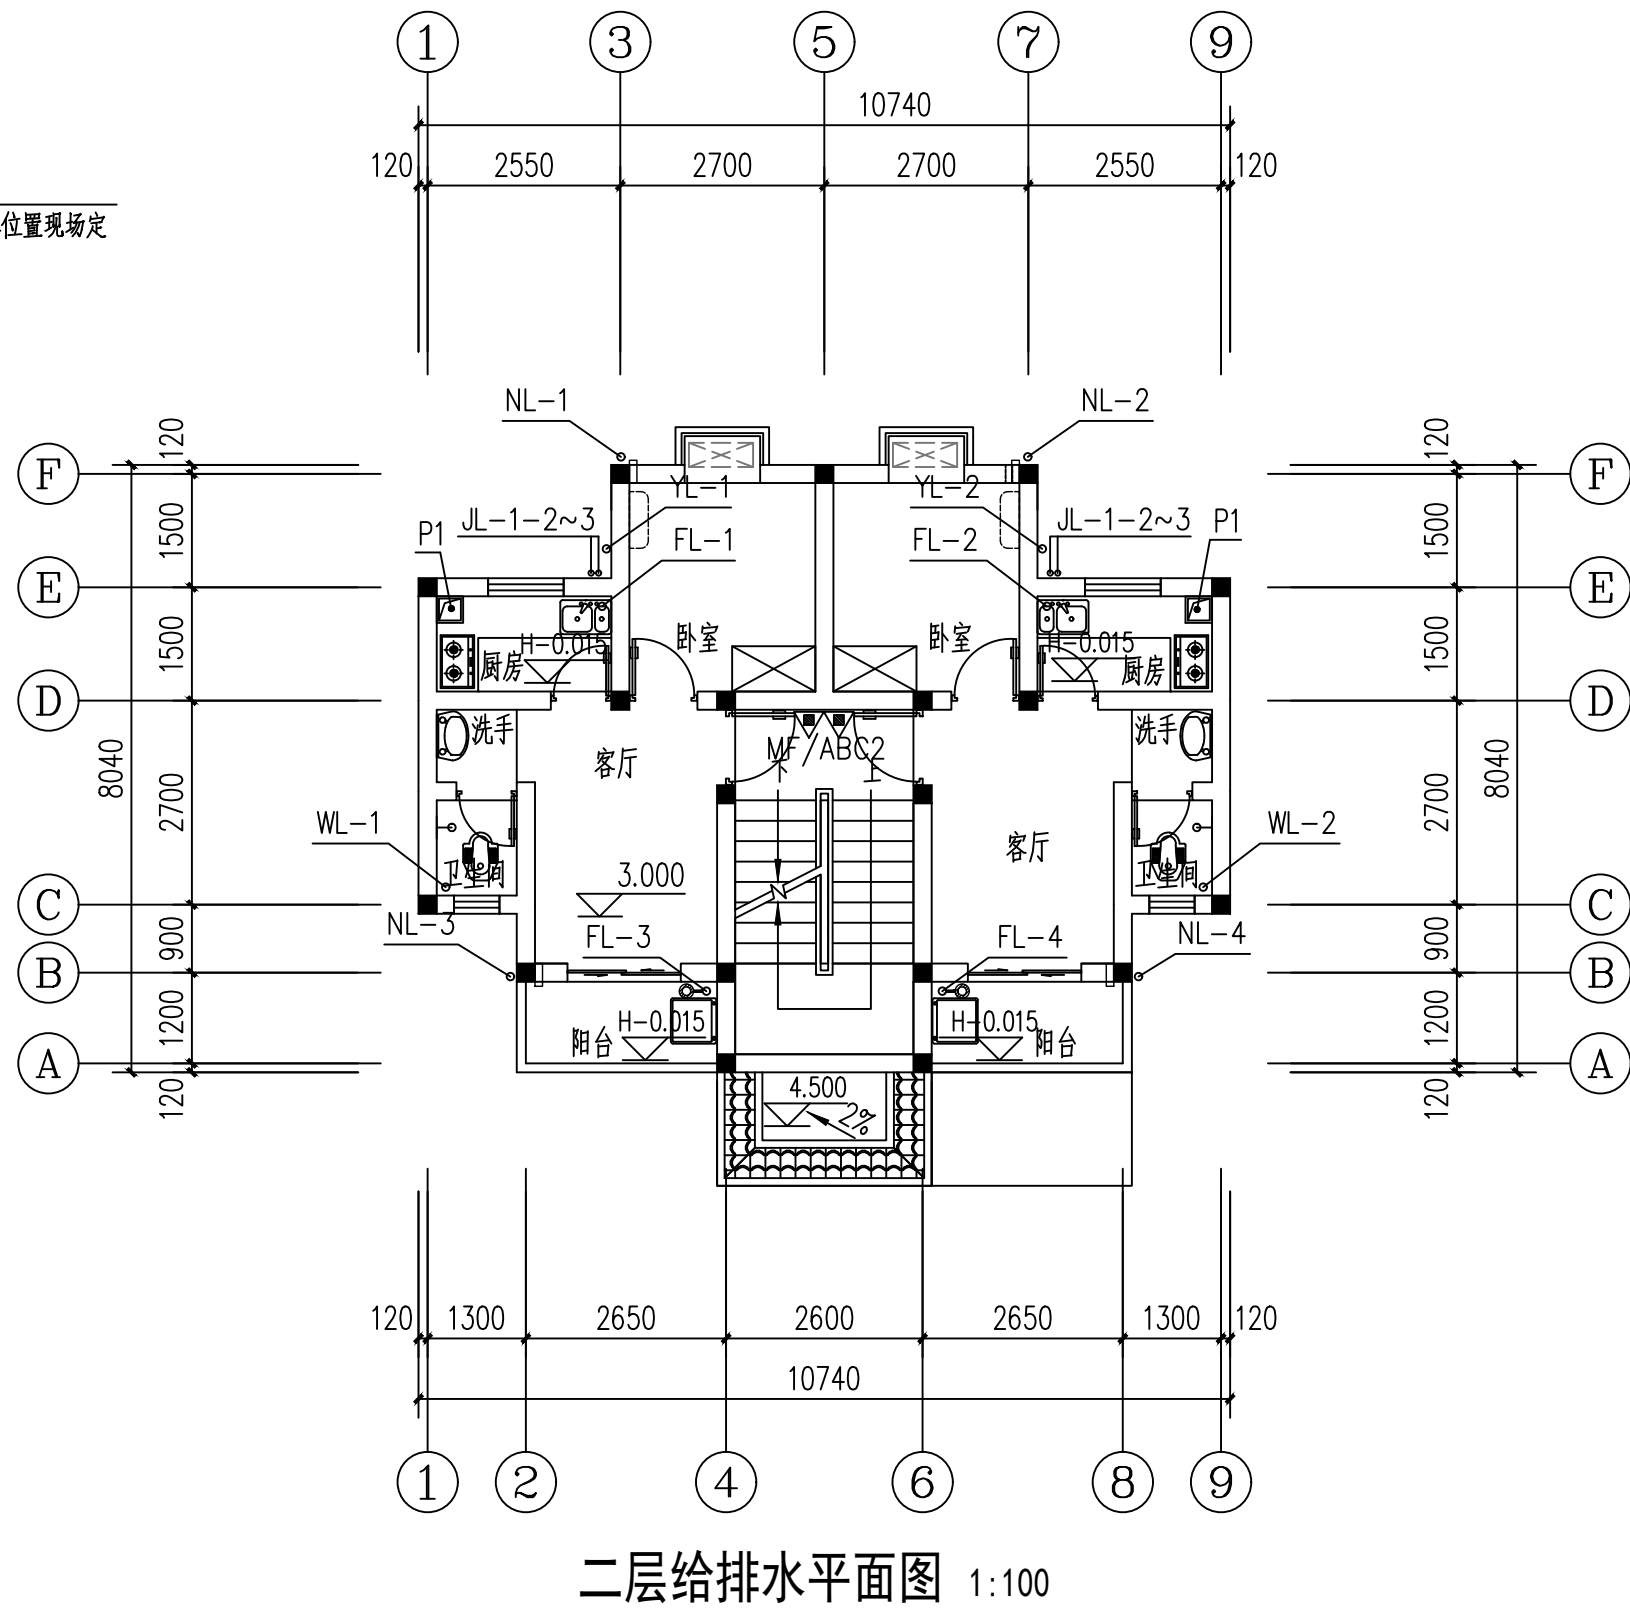 1 3 5 7 9
10740
120 2550 2700 2700 2550 120
位置现场定
NL-1 NL-2
F 120 120 F
YL-1 YL-2
P1 JL-1-2~3 JL-1-2~3 P1
1500 FL-1 FL-2 1500
E E
卧室 卧室
1500 厨房 H-0.015 H-0.015 厨房 1500
D D
洗手 洗手
客厅 MF/ABC2
下 上
8040 2700 2700 8040
WL-1 WL-2
客厅
卫生间 3.000 卫生间
C C
NL-3 FL-3 FL-4 NL-4
900 900
B B
1200 阳台 H-0.015 H-0.015 阳台 1200
A A
120 4.500 120
2%
120 1300 2650 2600 2650 1300 120
10740
1 2 4 6 8 9
二层给排水平面图 1:100